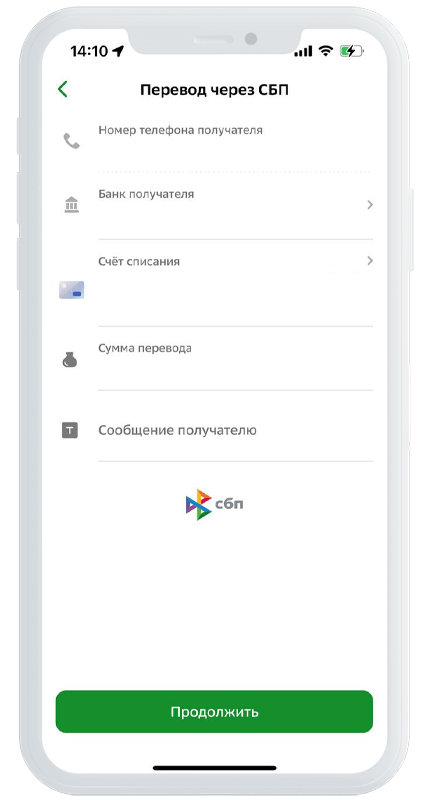 14:10
Перевод через СБП
Номер телефона получателя
Банк получателя
Счёт списания
Сумма перевода
T
Сообщение получателю
сбп
Продолжить